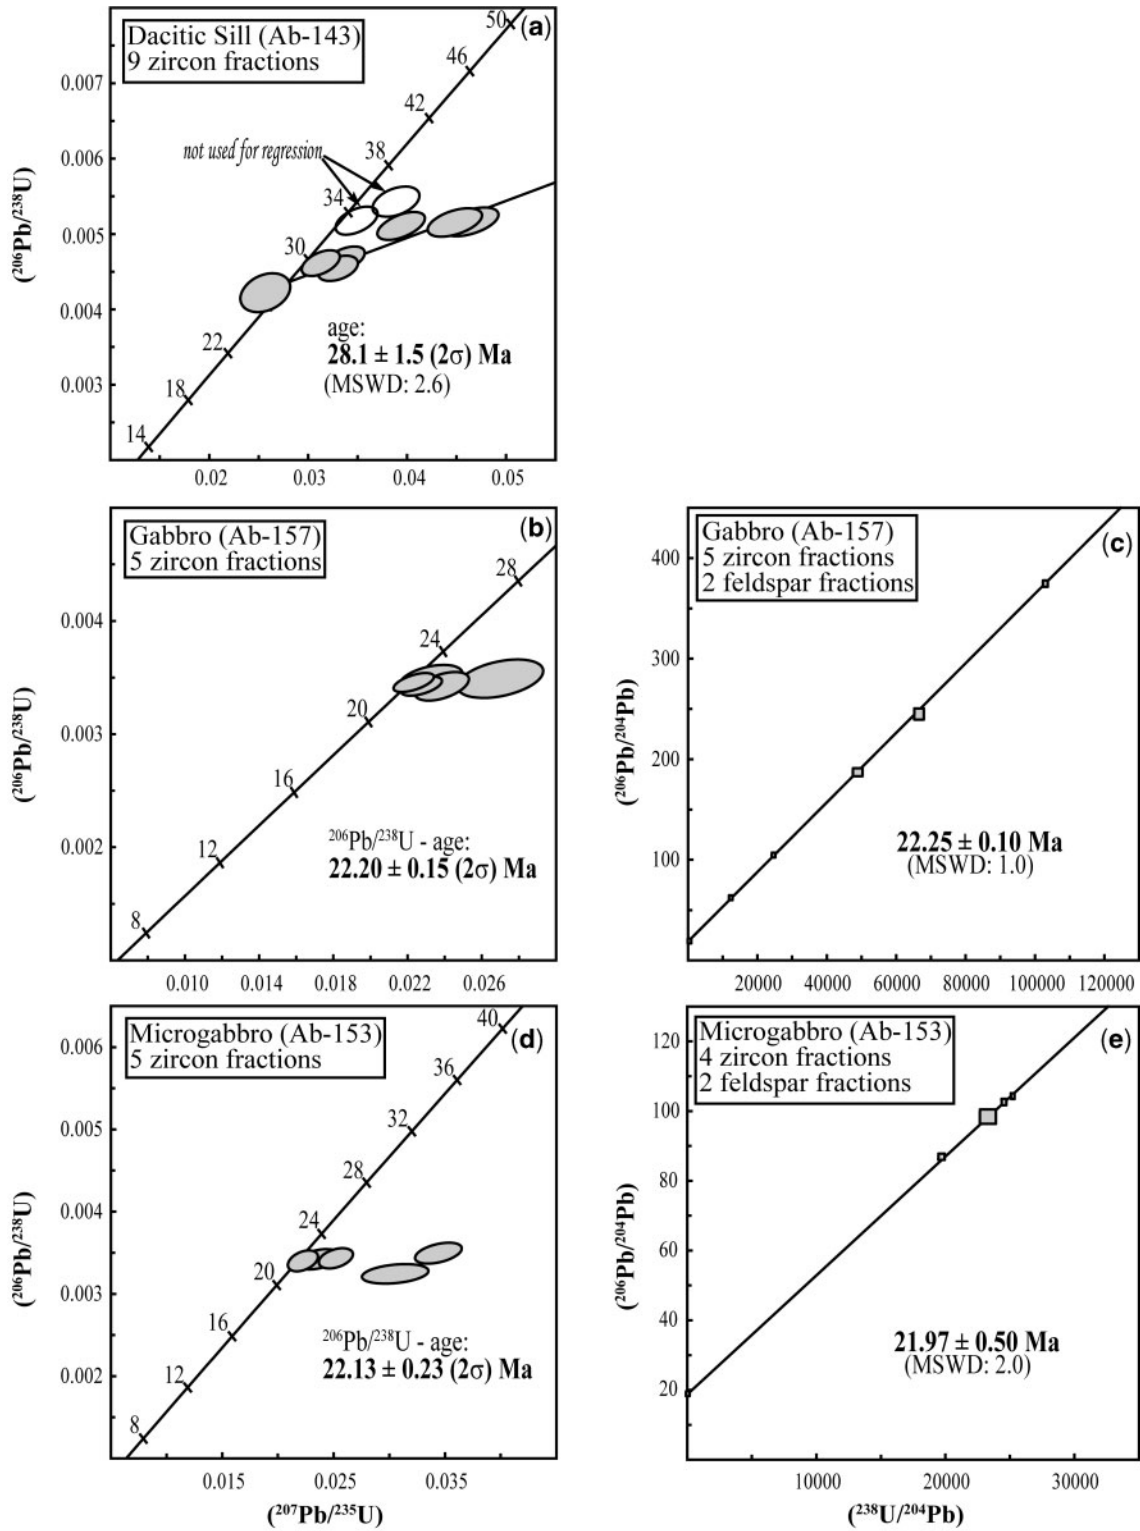 (a)
Dacitic Sill (Ab-143)
9 zircon fractions
(²⁰⁶Pb/²³⁸U)
0.007
0.006
0.005
0.004
0.003
50
46
42
38
34
30
22
18
14
not used for regression
age:
28.1 ± 1.5 (2σ) Ma
(MSWD: 2.6)
0.02 0.03 0.04 0.05
(b)
Gabbro (Ab-157)
5 zircon fractions
(²⁰⁶Pb/²³⁸U)
0.004
0.003
0.002
28
24
20
16
12
8
²⁰⁶Pb/²³⁸U - age:
22.20 ± 0.15 (2σ) Ma
0.010 0.014 0.018 0.022 0.026
(c)
Gabbro (Ab-157)
5 zircon fractions
2 feldspar fractions
(²⁰⁶Pb/²⁰⁴Pb)
400
300
200
100
22.25 ± 0.10 Ma
(MSWD: 1.0)
20000 40000 60000 80000 100000 120000
(d)
Microgabbro (Ab-153)
5 zircon fractions
(²⁰⁶Pb/²³⁸U)
0.006
0.005
0.004
0.003
0.002
40
36
32
28
24
20
16
12
8
²⁰⁶Pb/²³⁸U - age:
22.13 ± 0.23 (2σ) Ma
0.015 0.025 0.035
(²⁰⁷Pb/²³⁵U)
(e)
Microgabbro (Ab-153)
4 zircon fractions
2 feldspar fractions
(²⁰⁶Pb/²⁰⁴Pb)
120
100
80
60
40
20
21.97 ± 0.50 Ma
(MSWD: 2.0)
10000 20000 30000
(²³⁸U/²⁰⁴Pb)